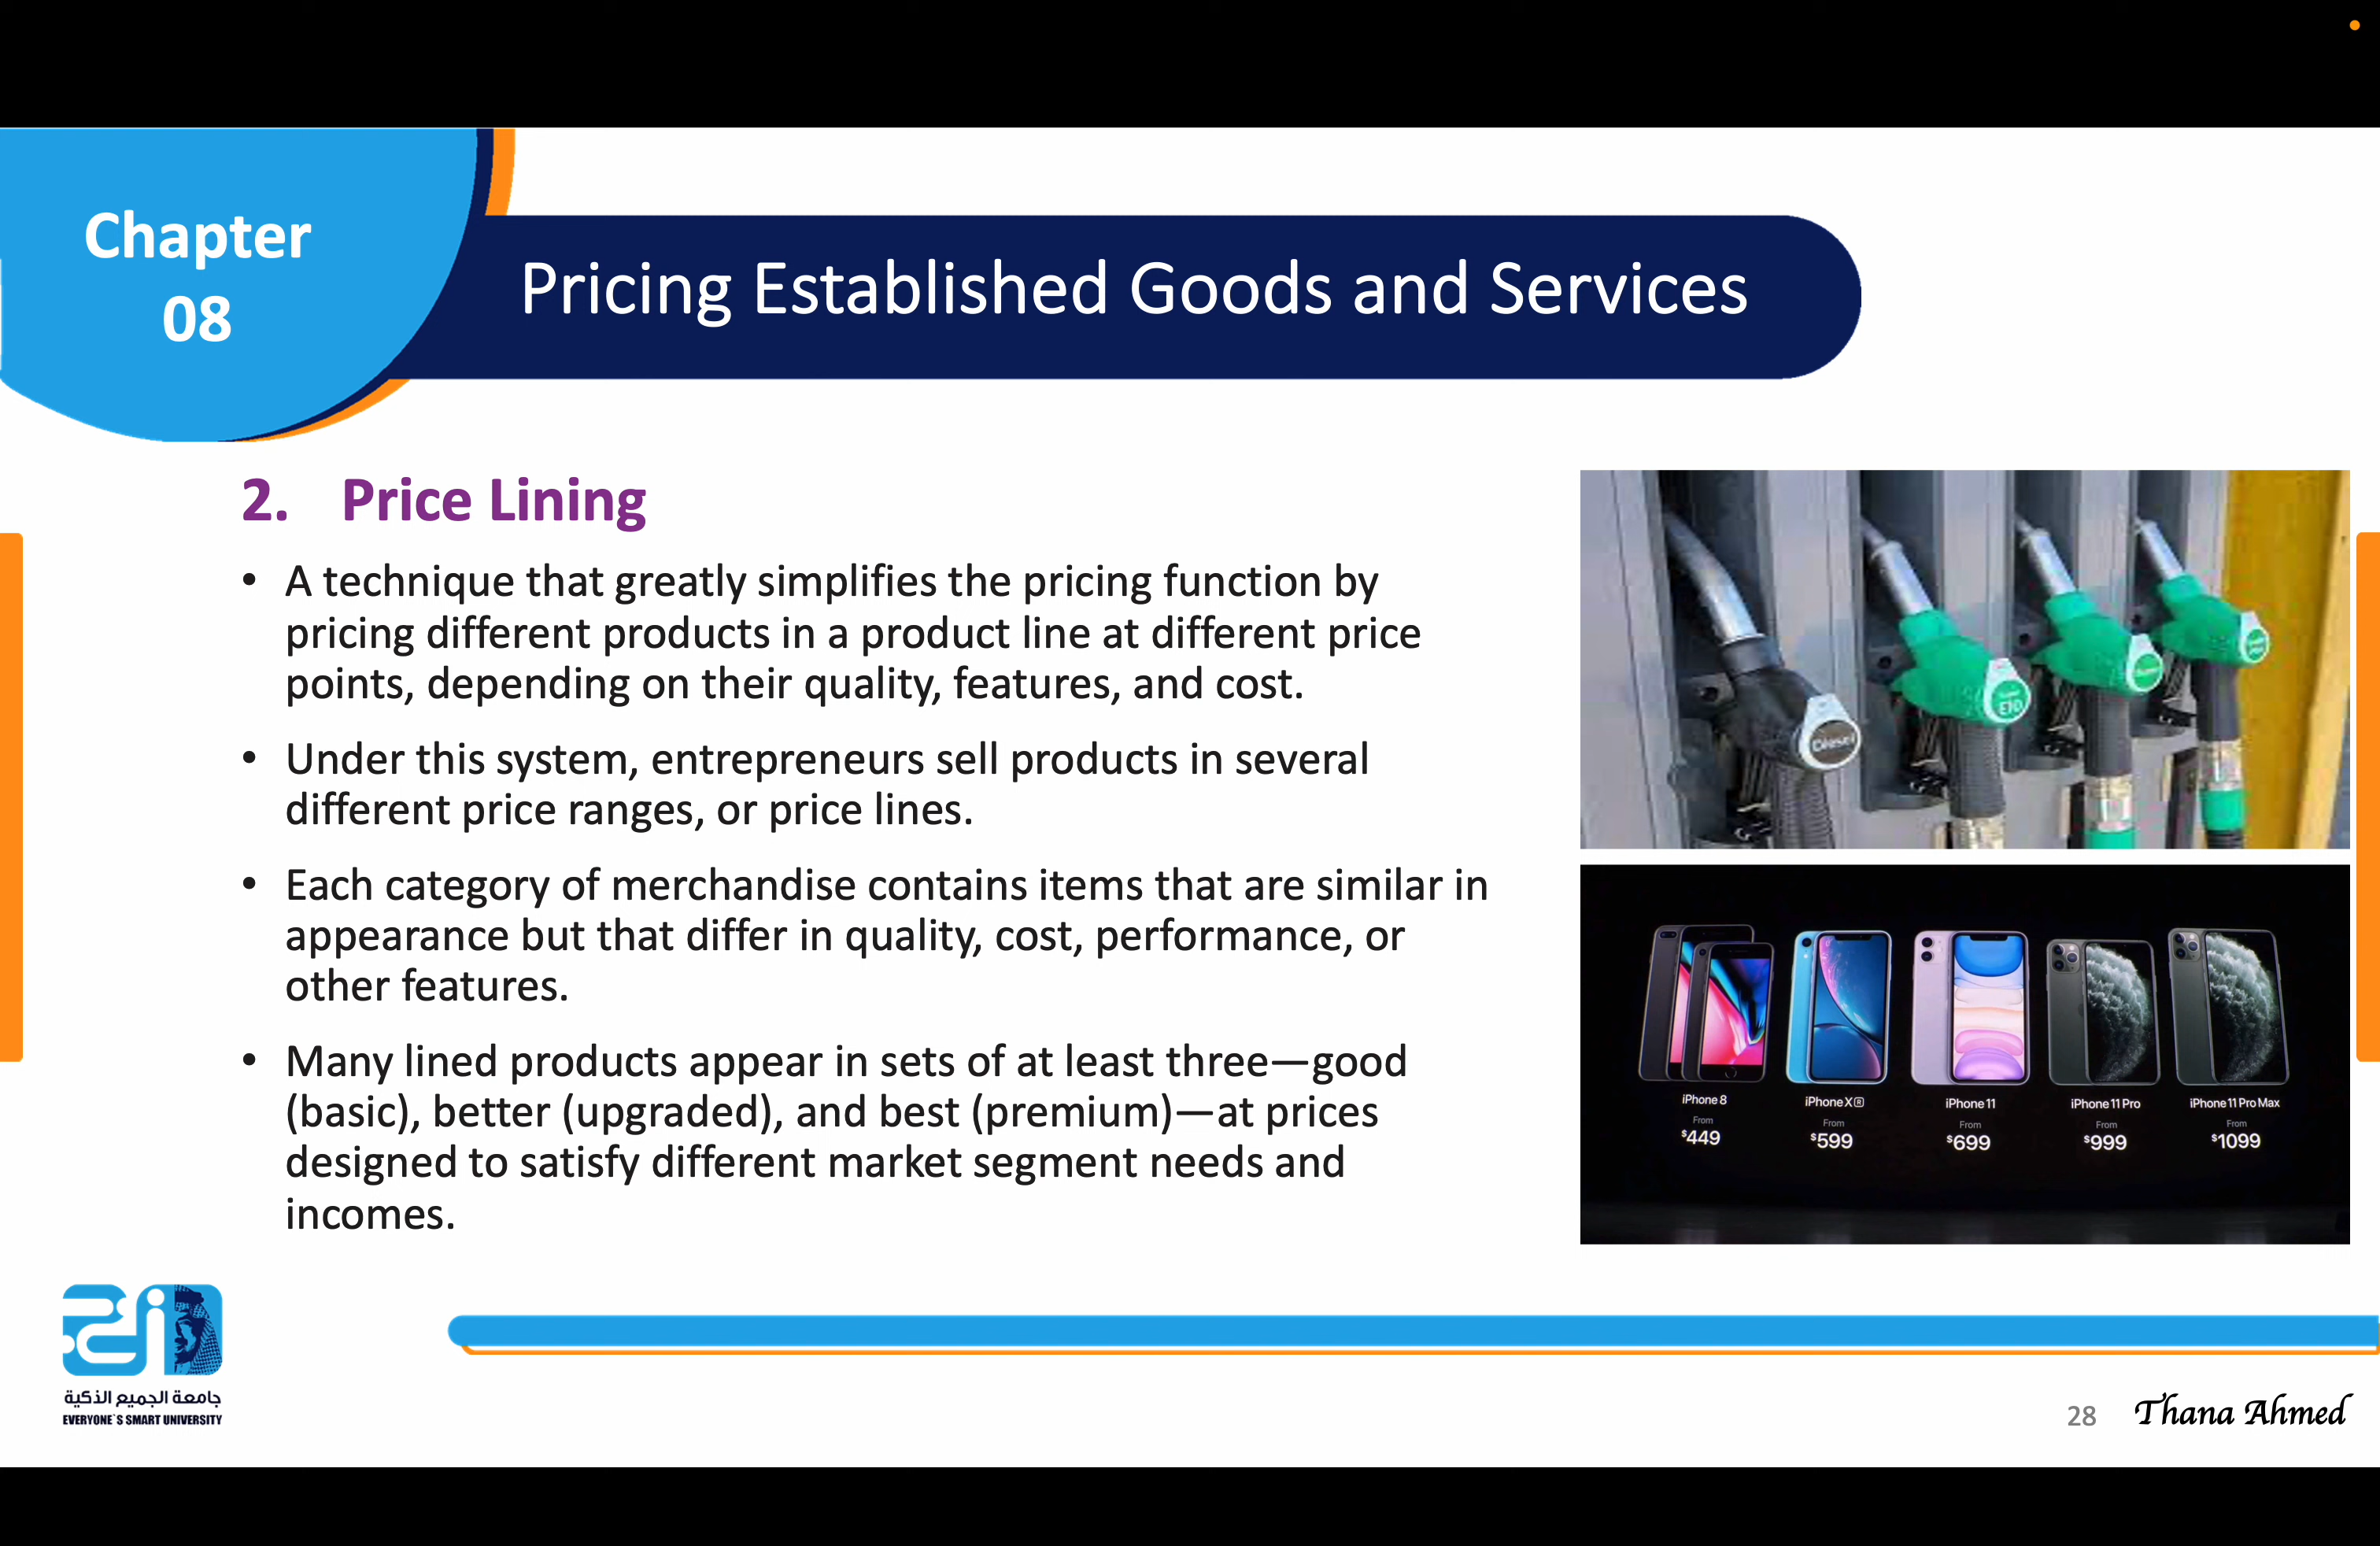 Chapter
08
Pricing Established Goods and Services
2. Price Lining
• A technique that greatly simplifies the pricing function by
pricing different products in a product line at different price
points, depending on their quality, features, and cost.
• Under this system, entrepreneurs sell products in several
different price ranges, or price lines.
• Each category of merchandise contains items that are similar in
appearance but that differ in quality, cost, performance, or
other features.
• Many lined products appear in sets of at least three—good
(basic), better (upgraded), and best (premium)—at prices
designed to satisfy different market segment needs and
incomes.
Diesel
E10
iPhone 8
From
$449
iPhone XR
From
$599
iPhone 11
From
$699
iPhone 11 Pro
From
$999
iPhone 11 Pro Max
From
$1099
جامعة الجميع الذكية
EVERYONE`S SMART UNIVERSITY
28
Thana Ahmed